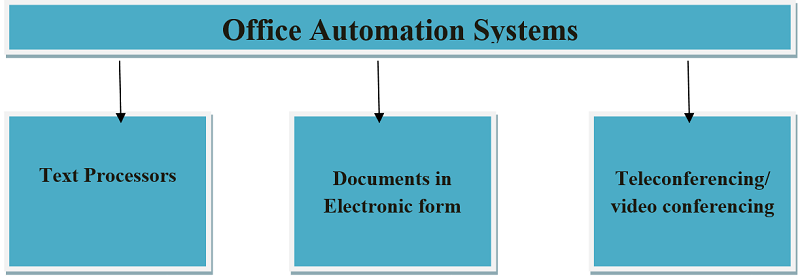 Office Automation Systems
Text Processors
Documents in
Electronic form
Teleconferencing/
video conferencing